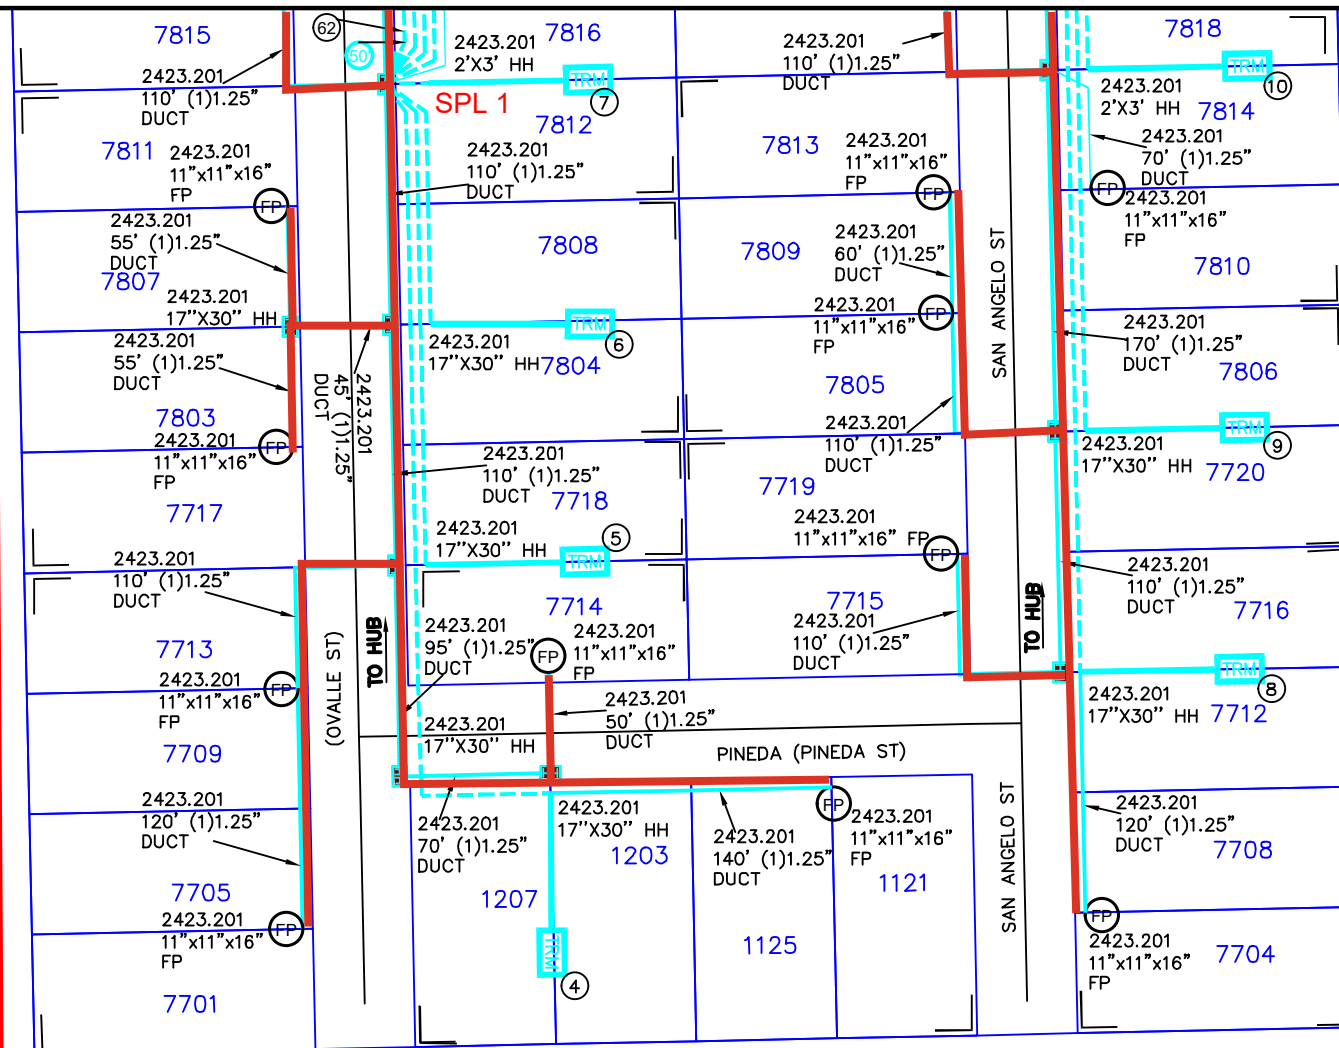 7815
62
50'
2423.201
2'X3' HH
7816
2423.201
110' (1)1.25"
DUCT
7818
2423.201
110' (1)1.25"
DUCT
TRM
7
SPL 1
TRM
10
2423.201
2'X3' HH
7814
7812
7811
2423.201
11"x11"x16"
FP
FP
2423.201
110' (1)1.25"
DUCT
7813
2423.201
11"x11"x16"
FP
FP
2423.201
70' (1)1.25"
DUCT
FP
2423.201
11"x11"x16"
FP
2423.201
55' (1)1.25"
DUCT
7807
7808
7809
2423.201
60' (1)1.25"
DUCT
SAN ANGELO ST
7810
2423.201
17"X30" HH
2423.201
11"x11"x16"
FP
FP
TRM
6
2423.201
17"X30" HH
7804
2423.201
55' (1)1.25"
DUCT
2423.201
45' (1)1.25"
DUCT
2423.201
170' (1)1.25"
DUCT
7806
7805
7803
2423.201
11"x11"x16"
FP
FP
2423.201
110' (1)1.25"
DUCT
TRM
9
2423.201
17"X30" HH
7720
2423.201
110' (1)1.25"
DUCT
7718
7719
7717
2423.201
17"X30" HH
5
TRM
2423.201
11"x11"x16" FP
FP
2423.201
110' (1)1.25"
DUCT
2423.201
110' (1)1.25"
DUCT
7716
7714
7715
2423.201
110' (1)1.25"
DUCT
TO HUB
TO HUB
(OVALLE ST)
7713
2423.201
95' (1)1.25"
DUCT
FP
2423.201
11"x11"x16"
FP
2423.201
11"x11"x16"
FP
FP
TRM
8
2423.201
17"X30" HH
7712
2423.201
50' (1)1.25"
DUCT
2423.201
17"X30" HH
7709
PINEDA (PINEDA ST)
2423.201
120' (1)1.25"
DUCT
2423.201
70' (1)1.25"
DUCT
2423.201
17"X30" HH
1203
2423.201
140' (1)1.25"
DUCT
FP
2423.201
11"x11"x16"
FP
1121
SAN ANGELO ST
2423.201
120' (1)1.25"
DUCT
7708
7705
1207
2423.201
11"x11"x16"
FP
FP
FP
2423.201
11"x11"x16"
FP
7704
1125
TRM
4
7701